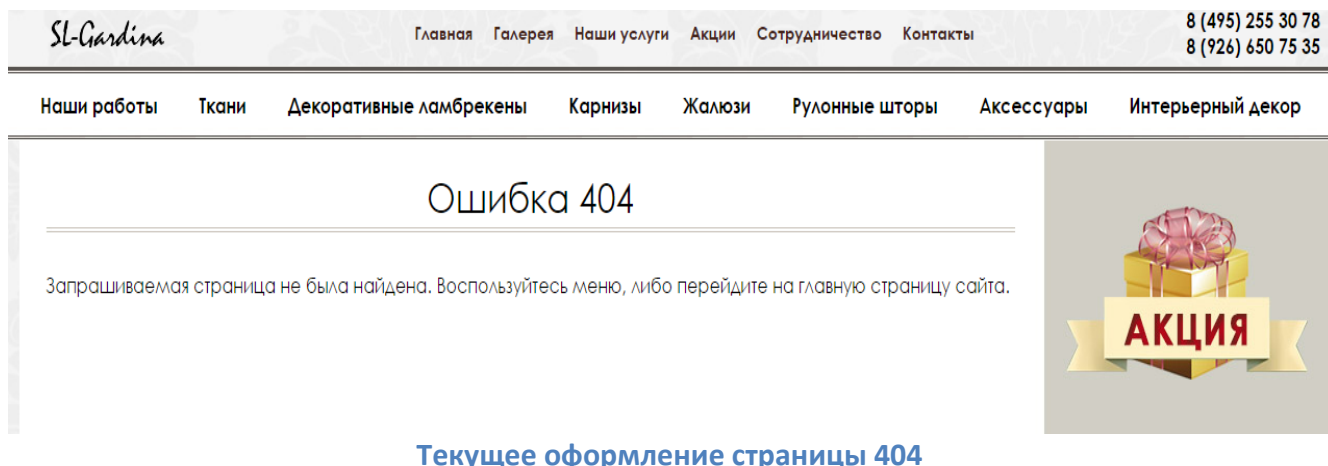 SL-Gardina
Главная Галерея Наши услуги Акции Сотрудничество Контакты
8 (495) 255 30 78
8 (926) 650 75 35
Наши работы Ткани Декоративные ламбрекены Карнизы Жалюзи Рулонные шторы Аксессуары Интерьерный декор
Ошибка 404
Запрашиваемая страница не была найдена. Воспользуйтесь меню, либо перейдите на главную страницу сайта.
АКЦИЯ
Текущее оформление страницы 404